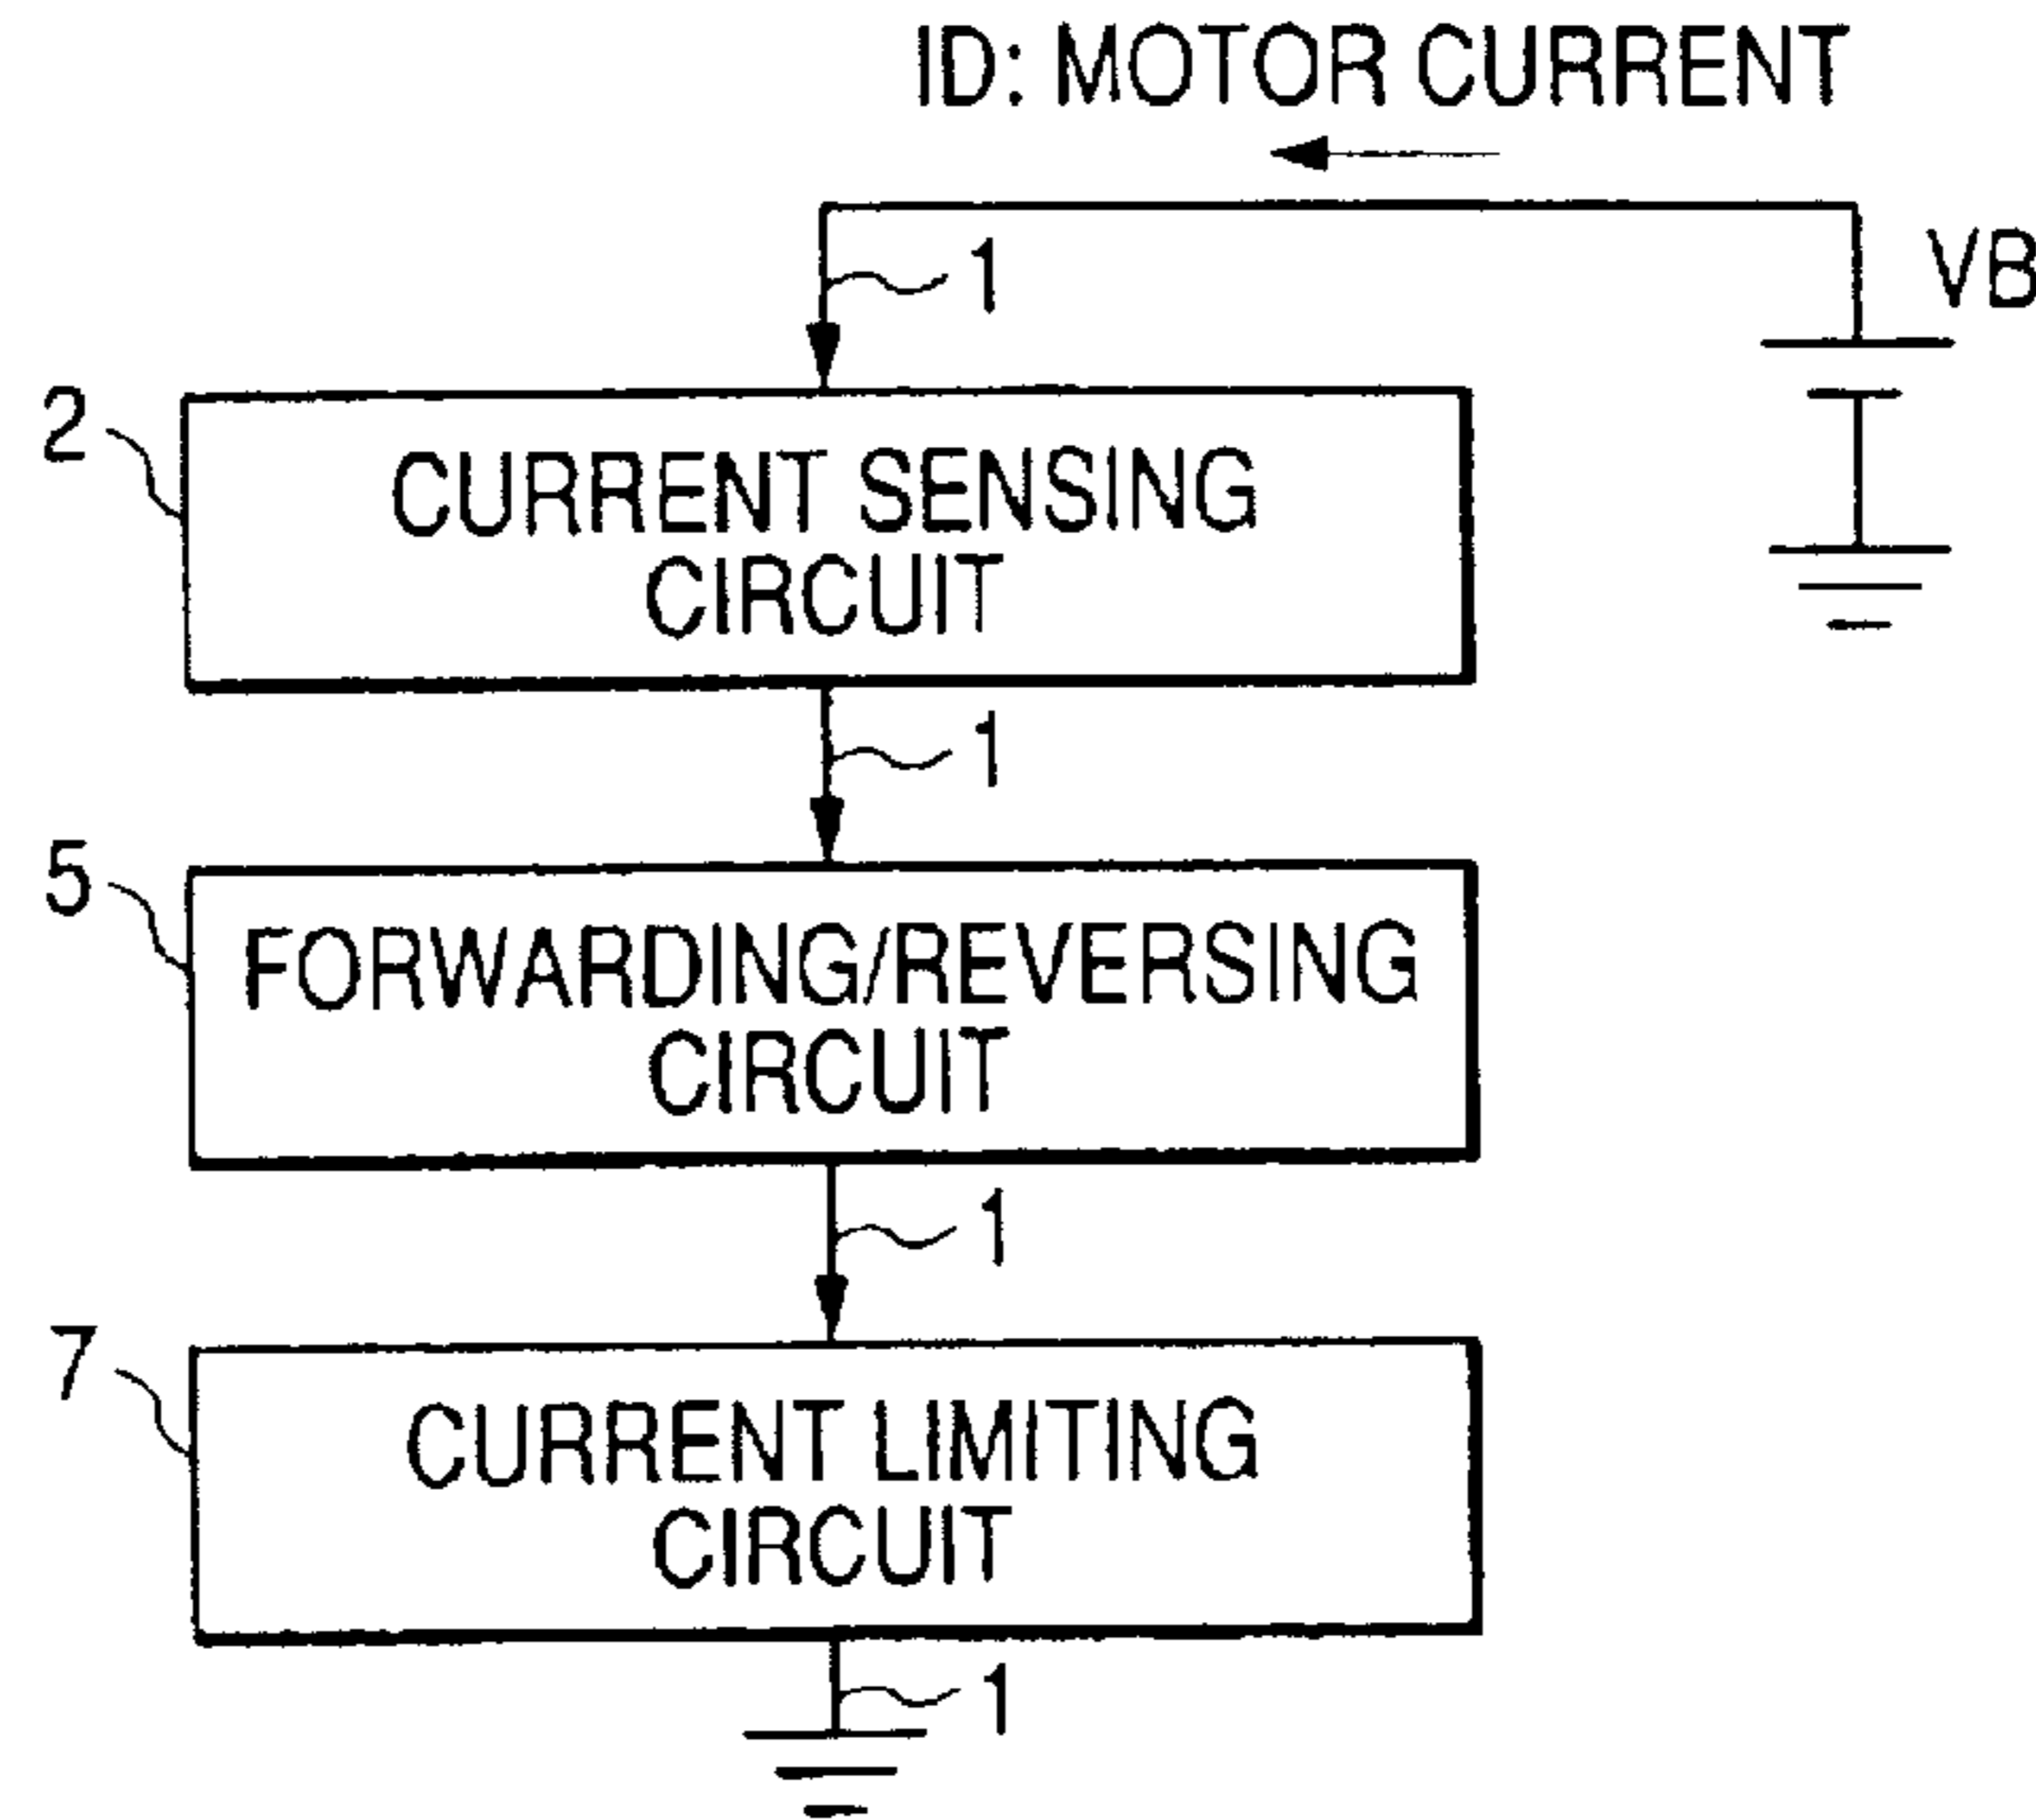 ID: MOTOR CURRENT
1
VB
2
CURRENT SENSING
CIRCUIT
1
5
FORWARDING/REVERSING
CIRCUIT
1
7
CURRENT LIMITING
CIRCUIT
1